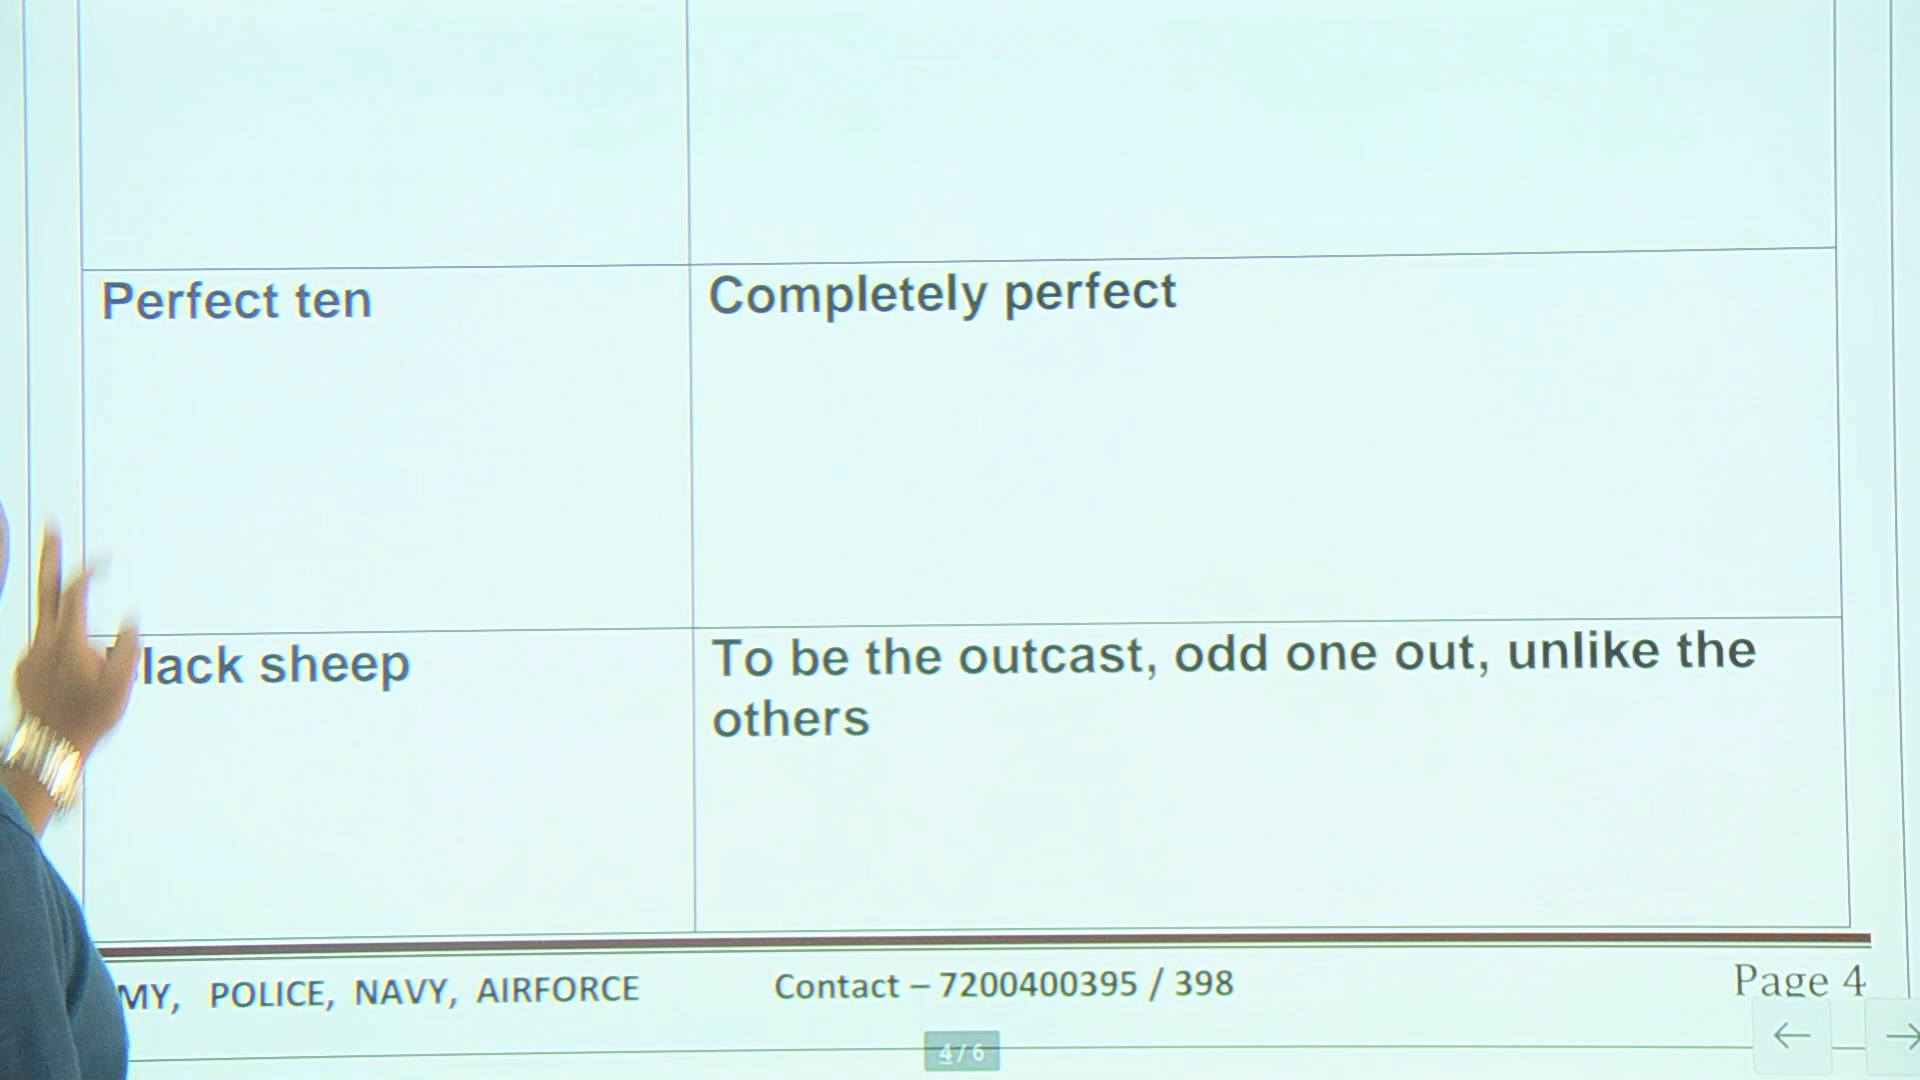 Perfect ten
Completely perfect
lack sheep
To be the outcast, odd one out, unlike the
others
MY, POLICE, NAVY, AIRFORCE
Contact – 7200400395 / 398
Page 4
4 / 6